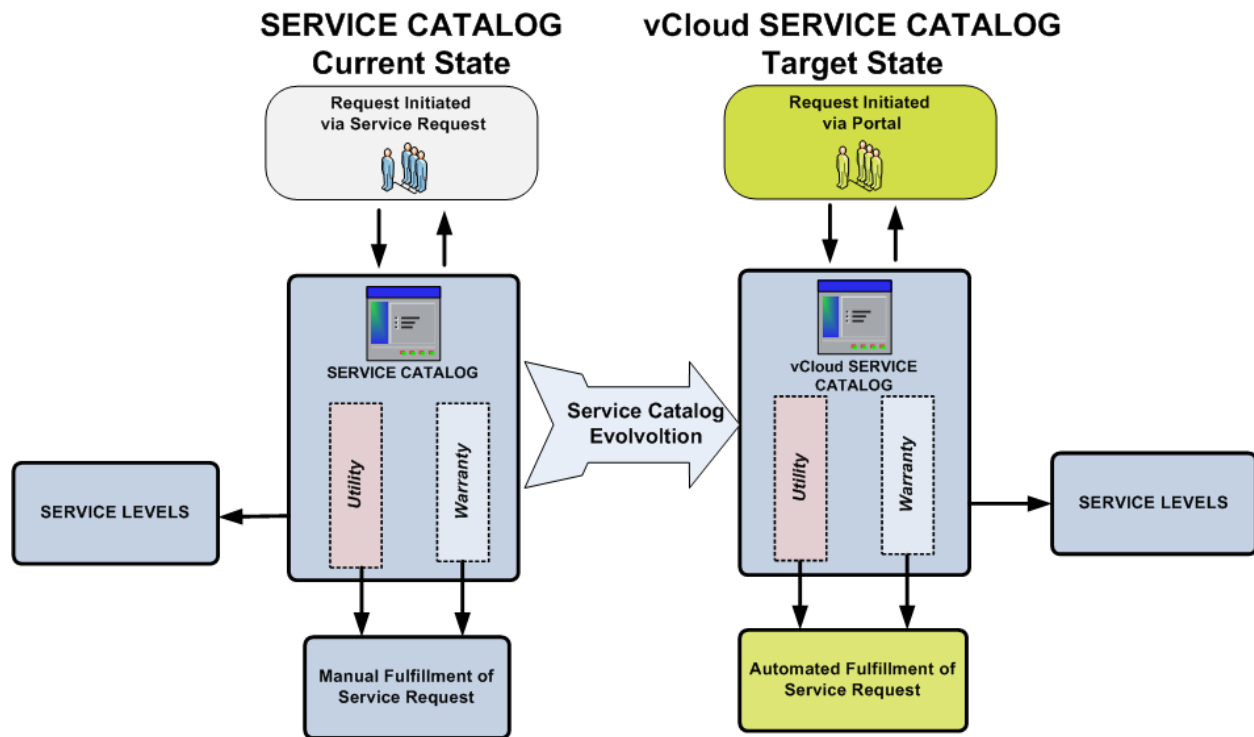 SERVICE CATALOG
Current State
vCloud SERVICE CATALOG
Target State
Request Initiated
via Service Request
Request Initiated
via Portal
SERVICE CATALOG
Utility
Warranty
Service Catalog
Evolvoltion
vCloud SERVICE
CATALOG
Utility
Warranty
SERVICE LEVELS
SERVICE LEVELS
Manual Fulfillment of
Service Request
Automated Fulfillment of
Service Request